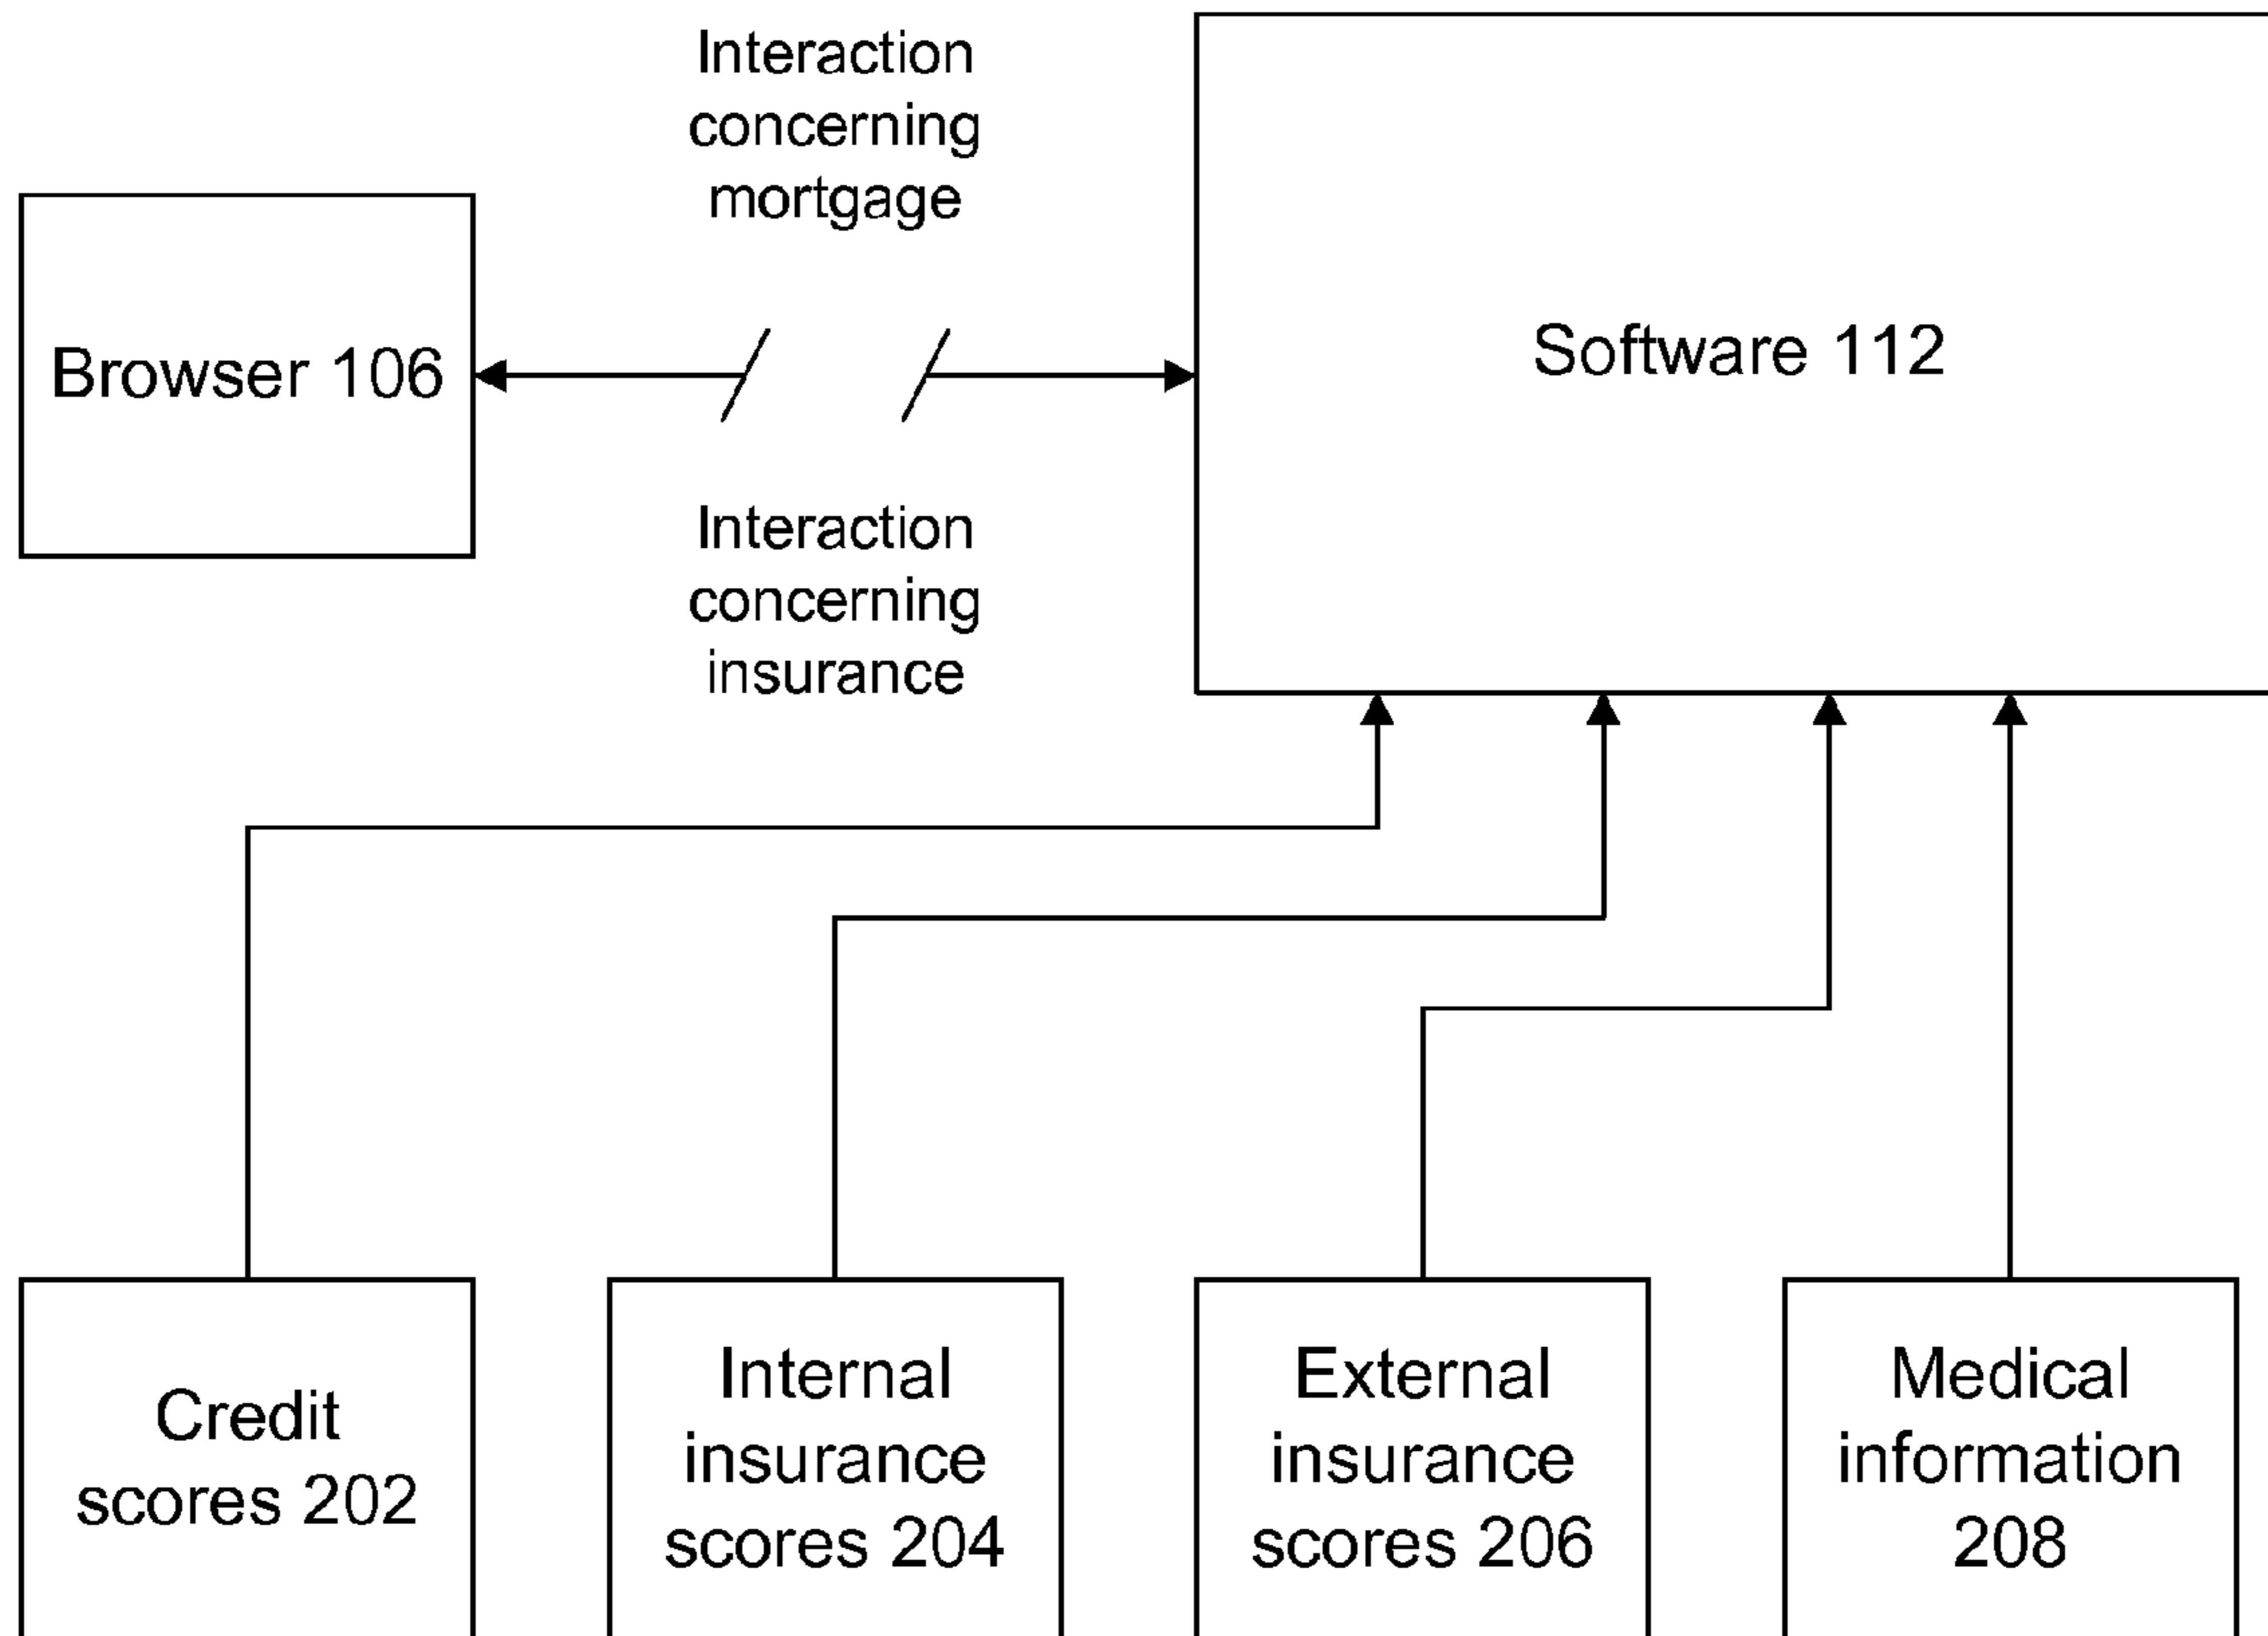 Interaction
concerning
mortgage
Browser 106
Software 112
Interaction
concerning
insurance
Credit
scores 202
Internal
insurance
scores 204
External
insurance
scores 206
Medical
information
208